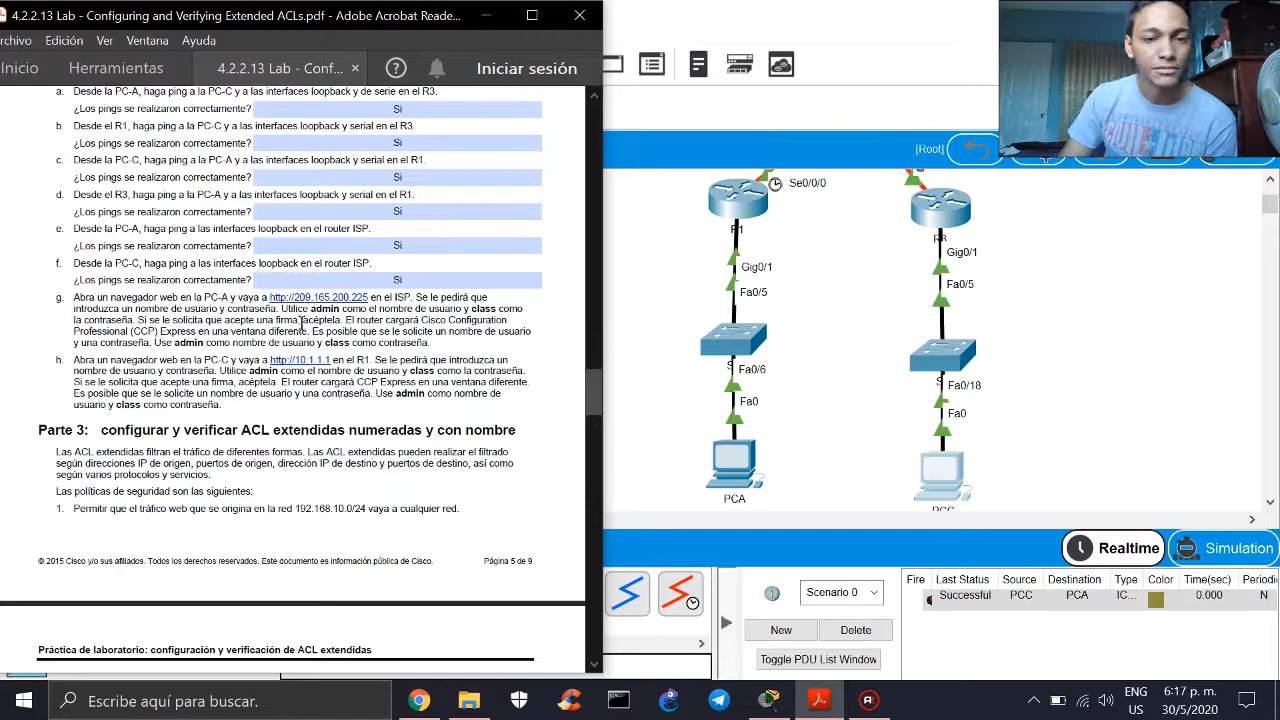 4.2.2.13 Lab - Configuring and Verifying Extended ACLs.pdf - Adobe Acrobat Reade...
rchivo Edición Ver Ventana Ayuda
Inicio Herramientas 4.2.2.13 Lab - Conf... × Iniciar sesión
a. Desde la PC-A, haga ping a la PC-C y a las interfaces loopback y de serie en el R3.
¿Los pings se realizaron correctamente? Si
b. Desde el R1, haga ping a la PC-C y a las interfaces loopback y serial en el R3.
¿Los pings se realizaron correctamente? Si
c. Desde la PC-C, haga ping a la PC-A y a las interfaces loopback y serial en el R1.
¿Los pings se realizaron correctamente? Si
d. Desde el R3, haga ping a la PC-A y a las interfaces loopback y serial en el R1.
¿Los pings se realizaron correctamente? Si
e. Desde la PC-A, haga ping a las interfaces loopback en el router ISP.
¿Los pings se realizaron correctamente? Si
f. Desde la PC-C, haga ping a las interfaces loopback en el router ISP.
¿Los pings se realizaron correctamente? Si
g. Abra un navegador web en la PC-A y vaya a http://209.165.200.225 en el ISP. Se le pedirá que
introduzca un nombre de usuario y contraseña. Utilice admin como el nombre de usuario y class como
la contraseña. Si se le solicita que acepte una firma, acéptela. El router cargará Cisco Configuration
Professional (CCP) Express en una ventana diferente. Es posible que se le solicite un nombre de usuario
y una contraseña. Use admin como nombre de usuario y class como contraseña.
h. Abra un navegador web en la PC-C y vaya a http://10.1.1.1 en el R1. Se le pedirá que introduzca un
nombre de usuario y contraseña. Utilice admin como el nombre de usuario y class como la contraseña.
Si se le solicita que acepte una firma, acéptela. El router cargará CCP Express en una ventana diferente.
Es posible que se le solicite un nombre de usuario y una contraseña. Use admin como nombre de
usuario y class como contraseña.
Parte 3: configurar y verificar ACL extendidas numeradas y con nombre
Las ACL extendidas filtran el tráfico de diferentes formas. Las ACL extendidas pueden realizar el filtrado
según direcciones IP de origen, puertos de origen, dirección IP de destino y puertos de destino, así como
según varios protocolos y servicios.
Las políticas de seguridad son las siguientes:
1. Permitir que el tráfico web que se origina en la red 192.168.10.0/24 vaya a cualquier red.
© 2015 Cisco y/o sus afiliados. Todos los derechos reservados. Este documento es información pública de Cisco. Página 5 de 9
Práctica de laboratorio: configuración y verificación de ACL extendidas
[Root]
Se0/0/0
R1
R3
Gig0/1
Gig0/1
Fa0/5
Fa0/5
Fa0/6
Fa0/18
Fa0
Fa0
PCA
PCC
Realtime Simulation
Scenario 0
New Delete
Toggle PDU List Window
Fire Last Status Source Destination Type Color Time(sec) Periodi
Successful PCC PCA IC... 0.000 N
Escribe aquí para buscar.
ENG
US
6:17 p. m.
30/5/2020